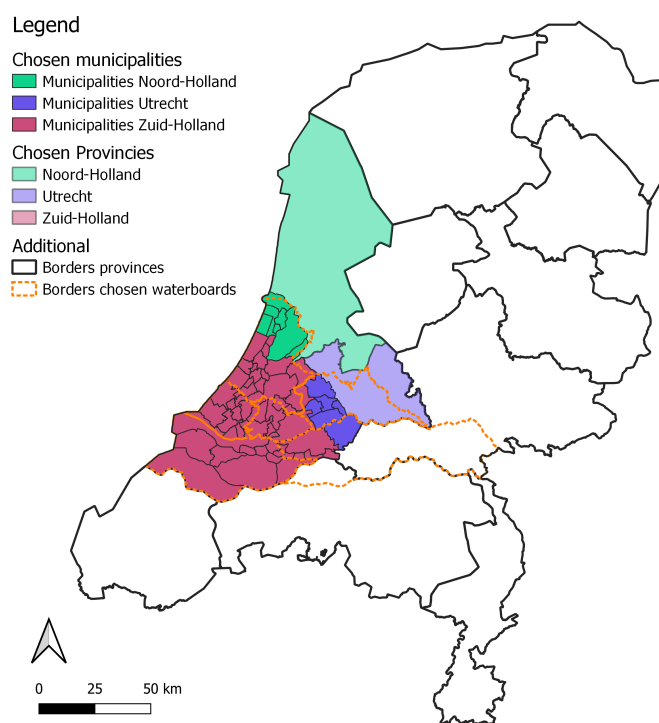 Legend
Chosen municipalities
Municipalities Noord-Holland
Municipalities Utrecht
Municipalities Zuid-Holland
Chosen Provincies
Noord-Holland
Utrecht
Zuid-Holland
Additional
Borders provinces
Borders chosen waterboards
0 25 50 km